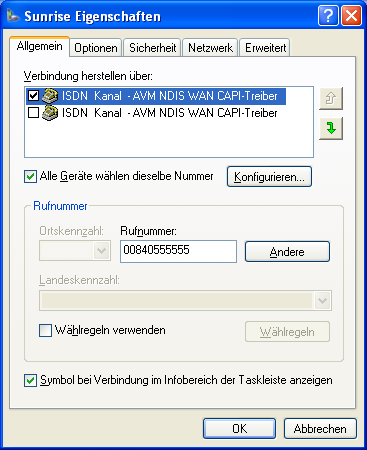 Sunrise Eigenschaften
Allgemein Optionen Sicherheit Netzwerk Erweitert
Verbindung herstellen über:
ISDN Kanal - AVM NDIS WAN CAPI-Treiber
ISDN Kanal - AVM NDIS WAN CAPI-Treiber
Alle Geräte wählen dieselbe Nummer Konfigurieren...
Rufnummer
Ortskennzahl: Rufnummer:
00840555555 Andere
Landeskennzahl:
Wählregeln verwenden Wählregeln
Symbol bei Verbindung im Infobereich der Taskleiste anzeigen
OK Abbrechen